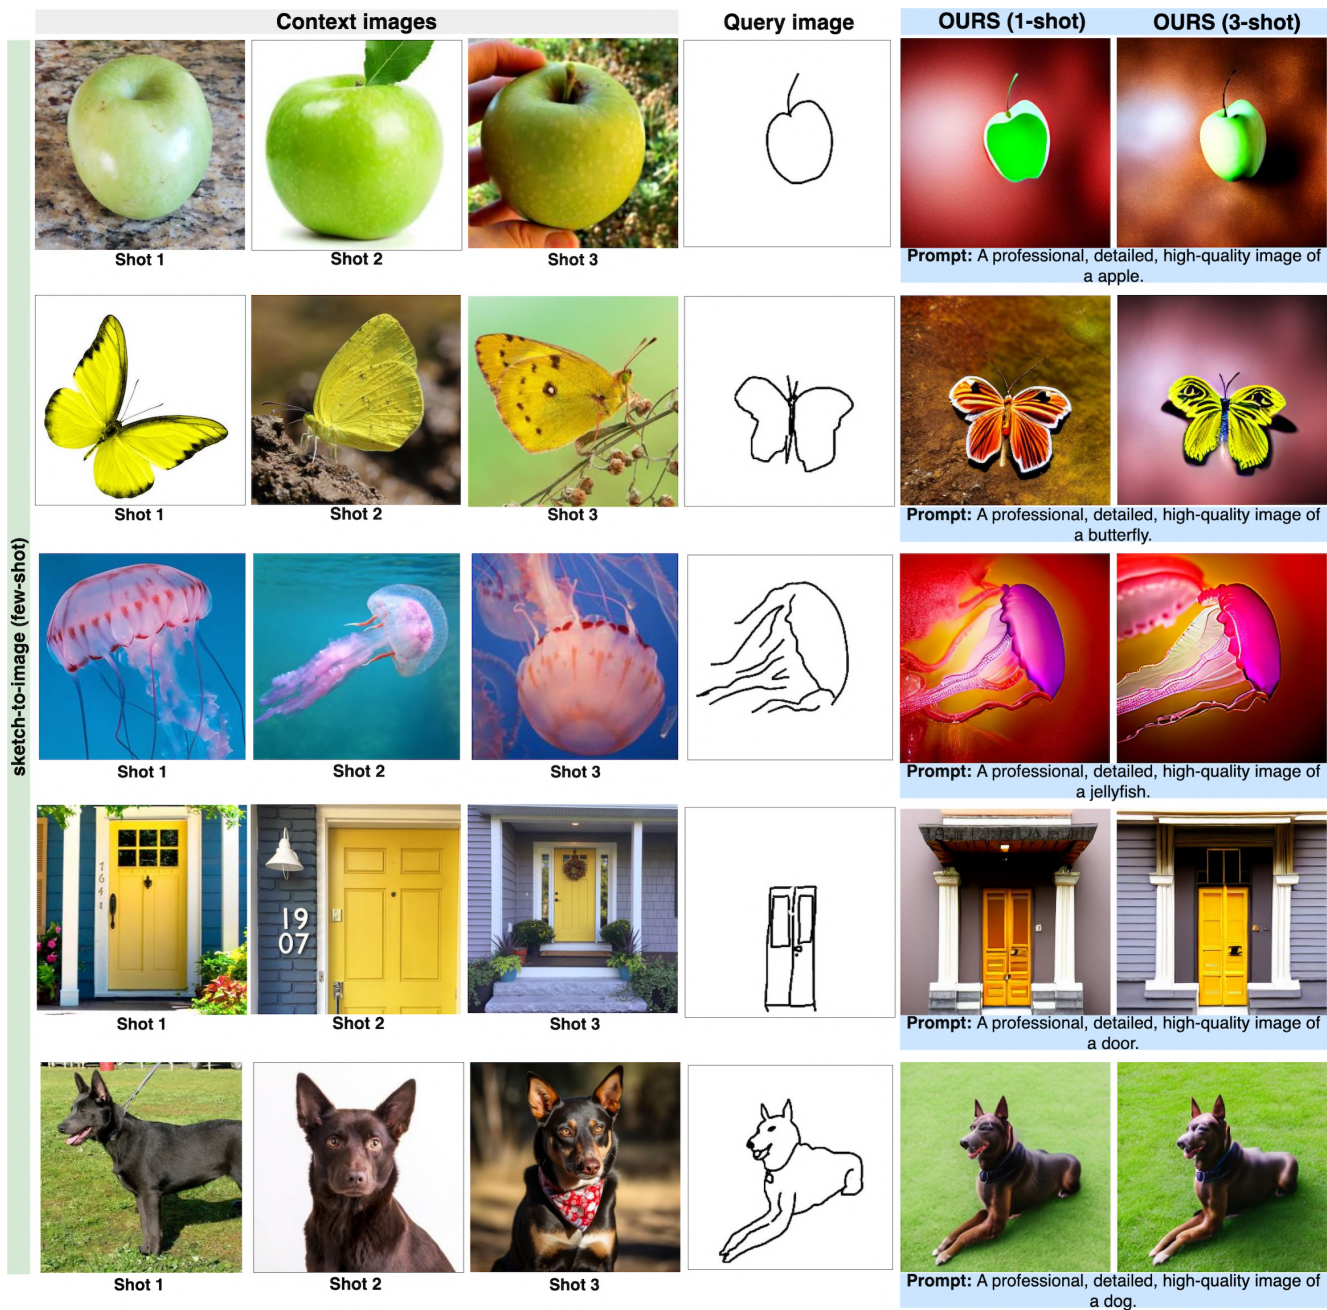 Context images
Query image
OURS (1-shot)
OURS (3-shot)
sketch-to-image (few-shot)
Shot 1
Shot 2
Shot 3
Prompt: A professional, detailed, high-quality image of
a apple.
Shot 1
Shot 2
Shot 3
Prompt: A professional, detailed, high-quality image of
a butterfly.
Shot 1
Shot 2
Shot 3
Prompt: A professional, detailed, high-quality image of
a jellyfish.
7
6
4
19
07
Shot 1
Shot 2
Shot 3
Prompt: A professional, detailed, high-quality image of
a door.
Shot 1
Shot 2
Shot 3
Prompt: A professional, detailed, high-quality image of
a dog.